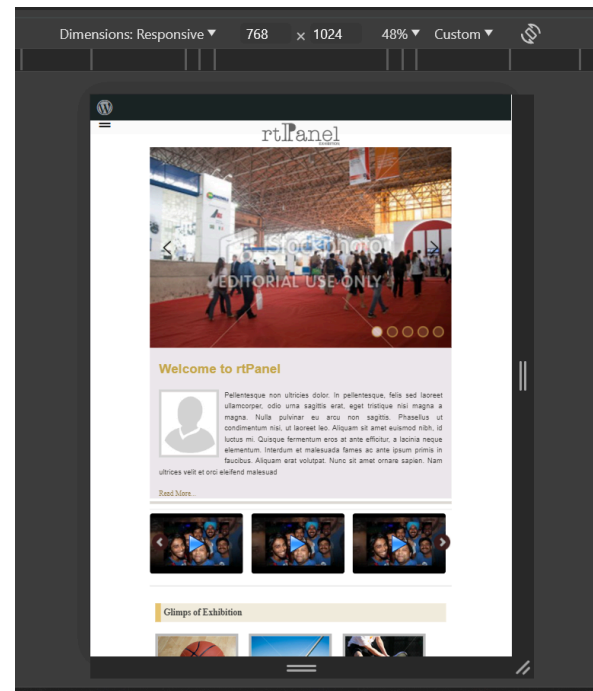 Dimensions: Responsive 768 × 1024 48% Custom
rtPanel
EXHIBITION
iStockphoto
EDITORIAL USE ONLY
Welcome to rtPanel
Pellentesque non ultricies dolor. In pellentesque, felis sed laoreet
ullamcorper, odio urna sagittis erat, eget tristique nisi magna a
magna. Nulla pulvinar eu arcu non sagittis. Phasellus ut
condimentum nisi, ut laoreet leo. Aliquam sit amet euismod nibh, id
luctus mi. Quisque fermentum eros at ante efficitur, a lacinia neque
elementum. Interdum et malesuada fames ac ante ipsum primis in
faucibus. Aliquam erat volutpat. Nunc sit amet ornare sapien. Nam
ultrices velit et orci eleifend malesuad
Read More...
Glimps of Exhibition